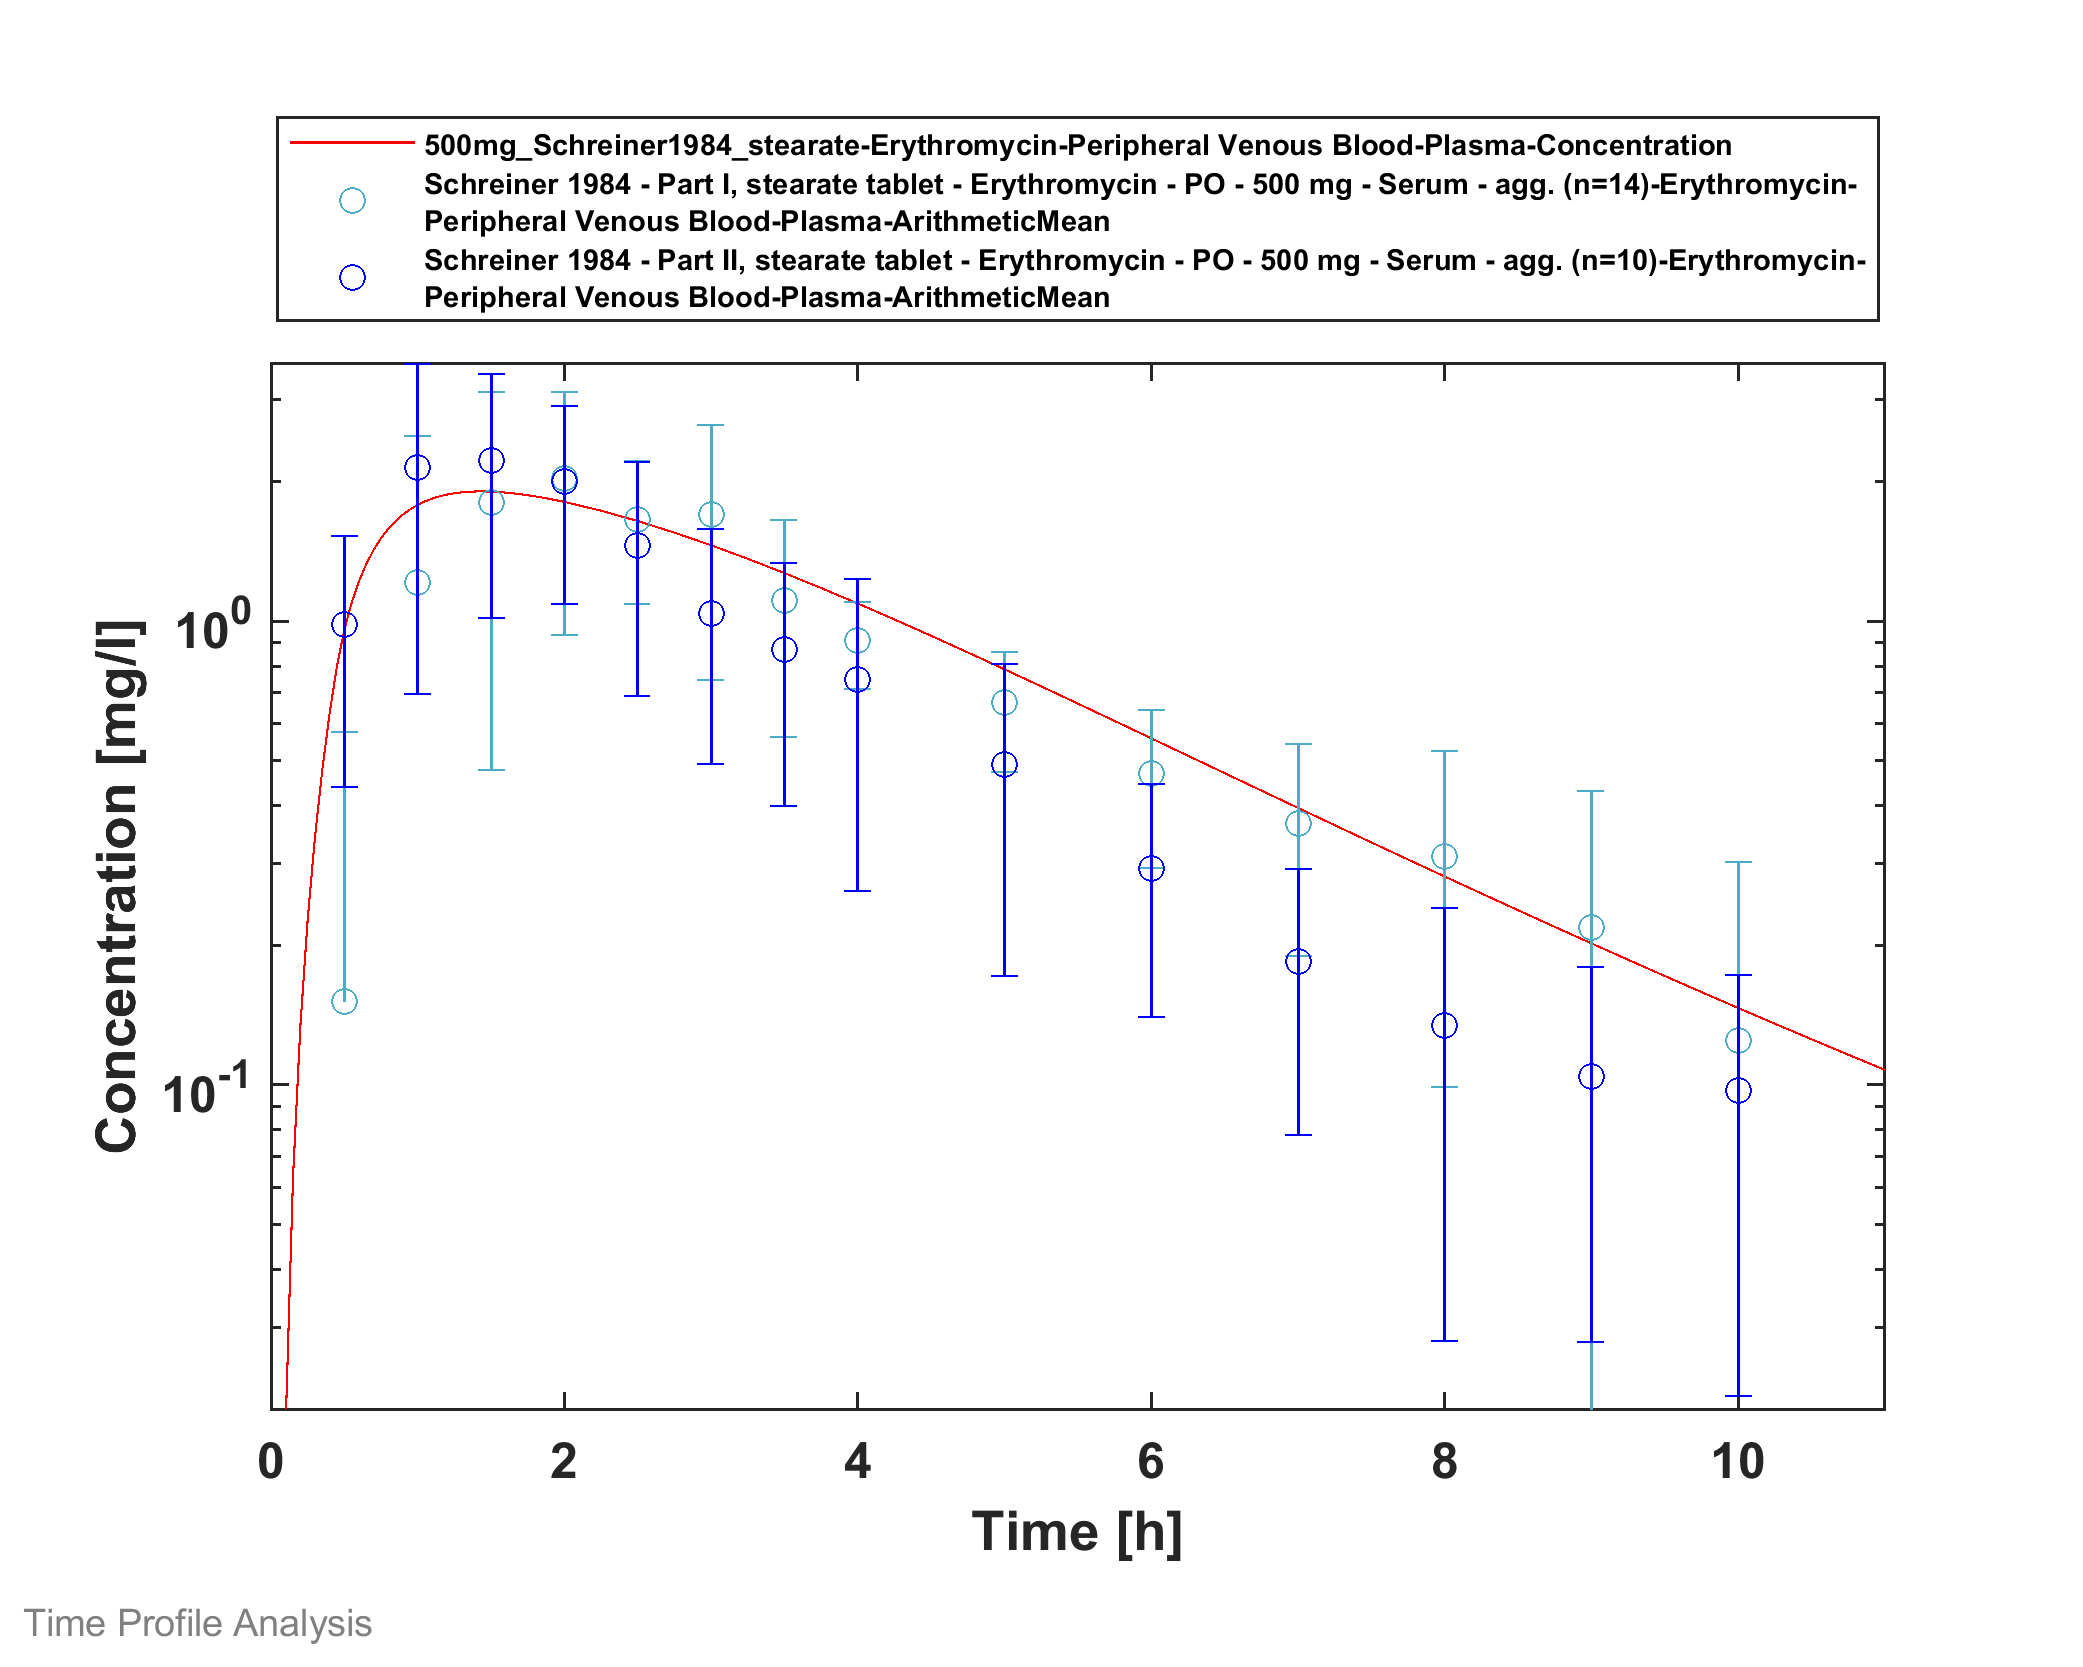 500mg_Schreiner1984_stearate-Erythromycin-Peripheral Venous Blood-Plasma-Concentration
Schreiner 1984 - Part I, stearate tablet - Erythromycin - PO - 500 mg - Serum - agg. (n=14)-Erythromycin-
Peripheral Venous Blood-Plasma-ArithmeticMean
Schreiner 1984 - Part II, stearate tablet - Erythromycin - PO - 500 mg - Serum - agg. (n=10)-Erythromycin-
Peripheral Venous Blood-Plasma-ArithmeticMean
Concentration [mg/l]
10^0
10^-1
0 2 4 6 8 10
Time [h]
Time Profile Analysis